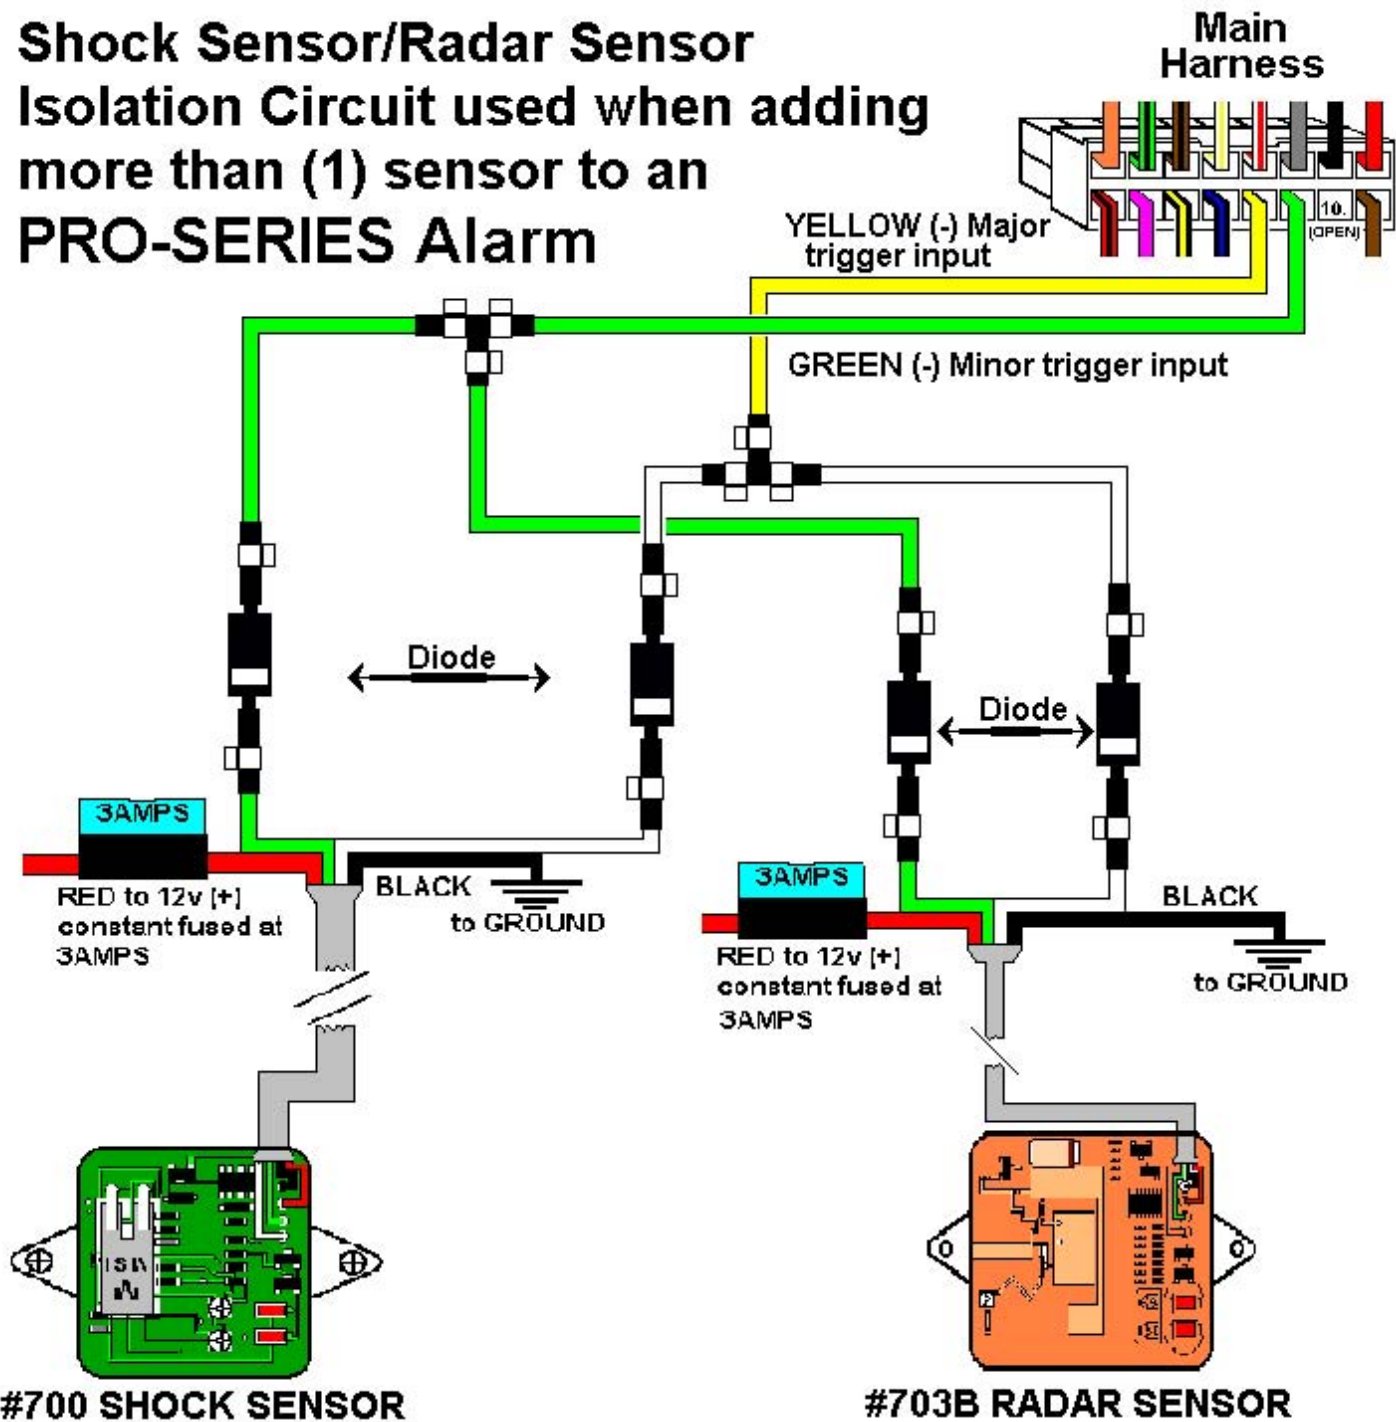 Shock Sensor/Radar Sensor
Isolation Circuit used when adding
more than (1) sensor to an
PRO-SERIES Alarm
Main
Harness
10.
(OPEN)
YELLOW (-) Major
trigger input
GREEN (-) Minor trigger input
Diode
Diode
3AMPS
RED to 12v (+)
constant fused at
3AMPS
BLACK
to GROUND
3AMPS
RED to 12v (+)
constant fused at
3AMPS
BLACK
to GROUND
#700 SHOCK SENSOR
#703B RADAR SENSOR